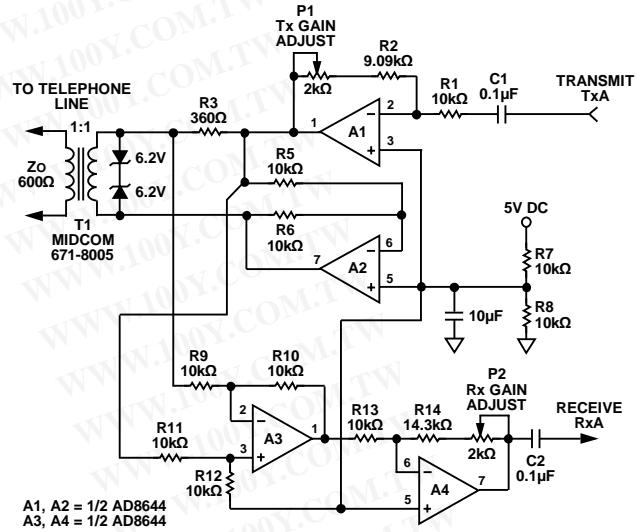 P1
Tx GAIN
ADJUST
2kΩ
R2
9.09kΩ
R1
10kΩ
C1
0.1µF
TRANSMIT
TxA
TO TELEPHONE
LINE
1:1
ZO
600Ω
6.2V
6.2V
T1
MIDCOM
671-8005
R3
360Ω
1
A1
2
3
R5
10kΩ
R6
10kΩ
7
A2
6
5
5V DC
R7
10kΩ
R8
10kΩ
10µF
R9
10kΩ
R10
10kΩ
R11
10kΩ
R12
10kΩ
2
3
A3
1
R13
10kΩ
R14
14.3kΩ
P2
Rx GAIN
ADJUST
2kΩ
6
5
A4
7
RECEIVE
RxA
C2
0.1µF
A1, A2 = 1/2 AD8644
A3, A4 = 1/2 AD8644
WWW.100Y.COM.TW